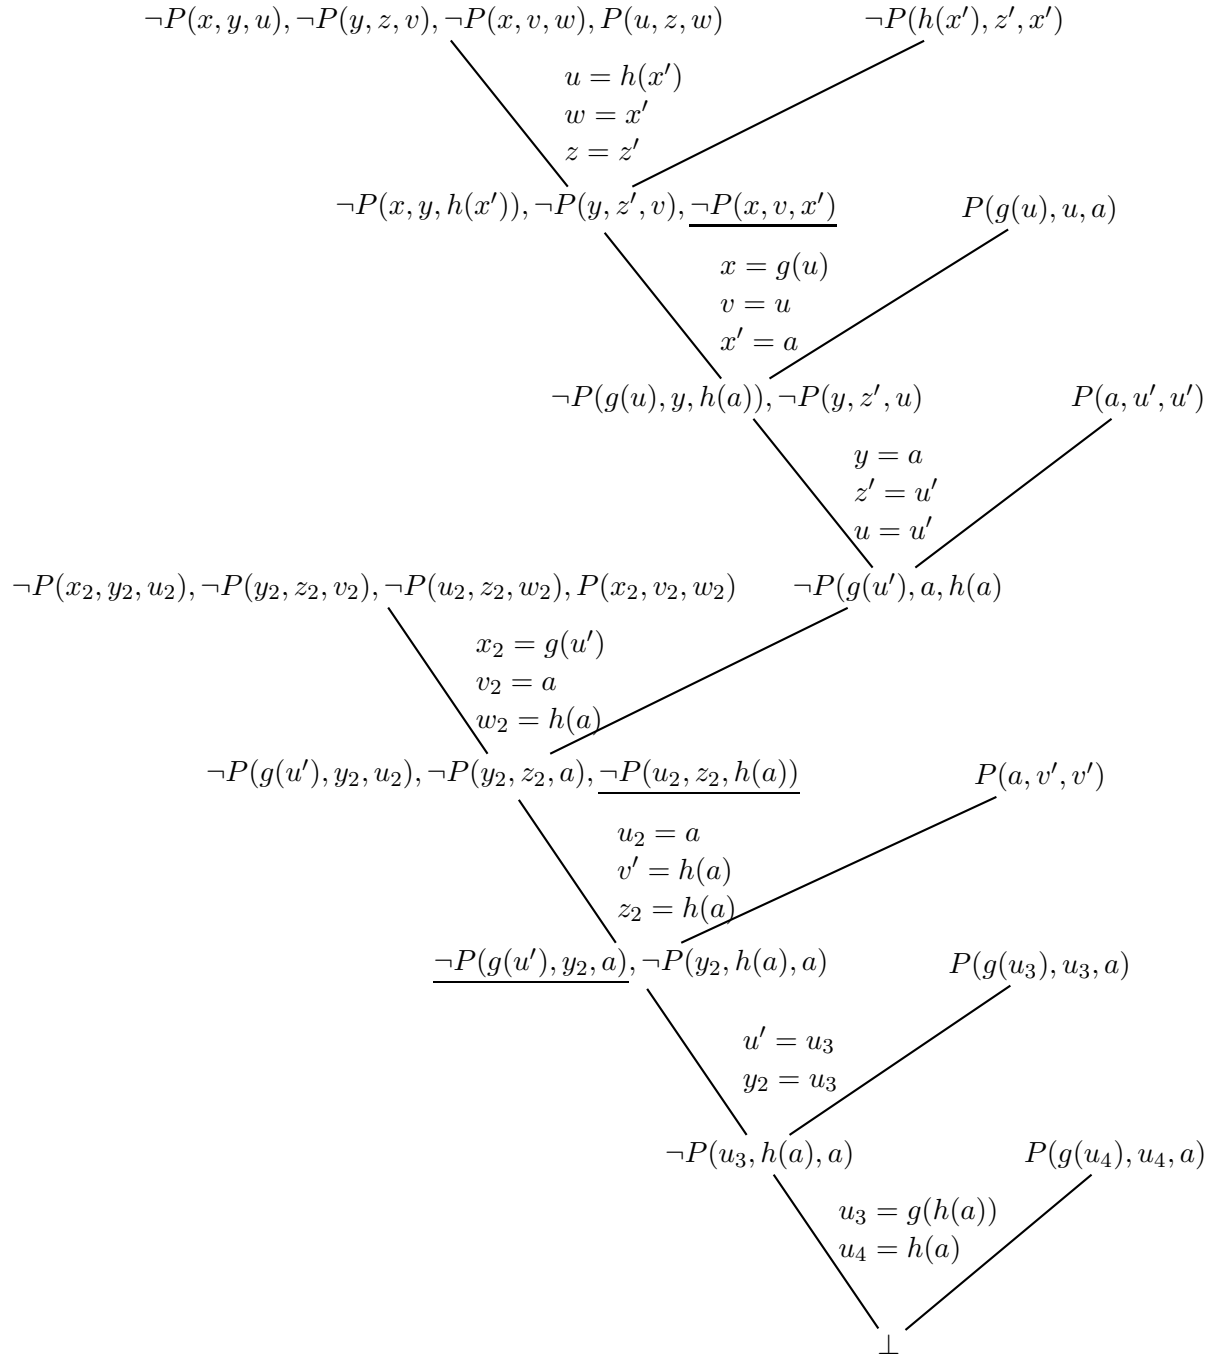 ¬P(x, y, u), ¬P(y, z, v), ¬P(x, v, w), P(u, z, w) ¬P(h(x′), z′, x′)
u = h(x′)
w = x′
z = z′
¬P(x, y, h(x′)), ¬P(y, z′, v), ¬P(x, v, x′) P(g(u), u, a)
x = g(u)
v = u
x′ = a
¬P(g(u), y, h(a)), ¬P(y, z′, u) P(a, u′, u′)
y = a
z′ = u′
u = u′
¬P(x₂, y₂, u₂), ¬P(y₂, z₂, v₂), ¬P(u₂, z₂, w₂), P(x₂, v₂, w₂) ¬P(g(u′), a, h(a)
x₂ = g(u′)
v₂ = a
w₂ = h(a)
¬P(g(u′), y₂, u₂), ¬P(y₂, z₂, a), ¬P(u₂, z₂, h(a)) P(a, v′, v′)
u₂ = a
v′ = h(a)
z₂ = h(a)
¬P(g(u′), y₂, a), ¬P(y₂, h(a), a) P(g(u₃), u₃, a)
u′ = u₃
y₂ = u₃
¬P(u₃, h(a), a) P(g(u₄), u₄, a)
u₃ = g(h(a))
u₄ = h(a)
⊥